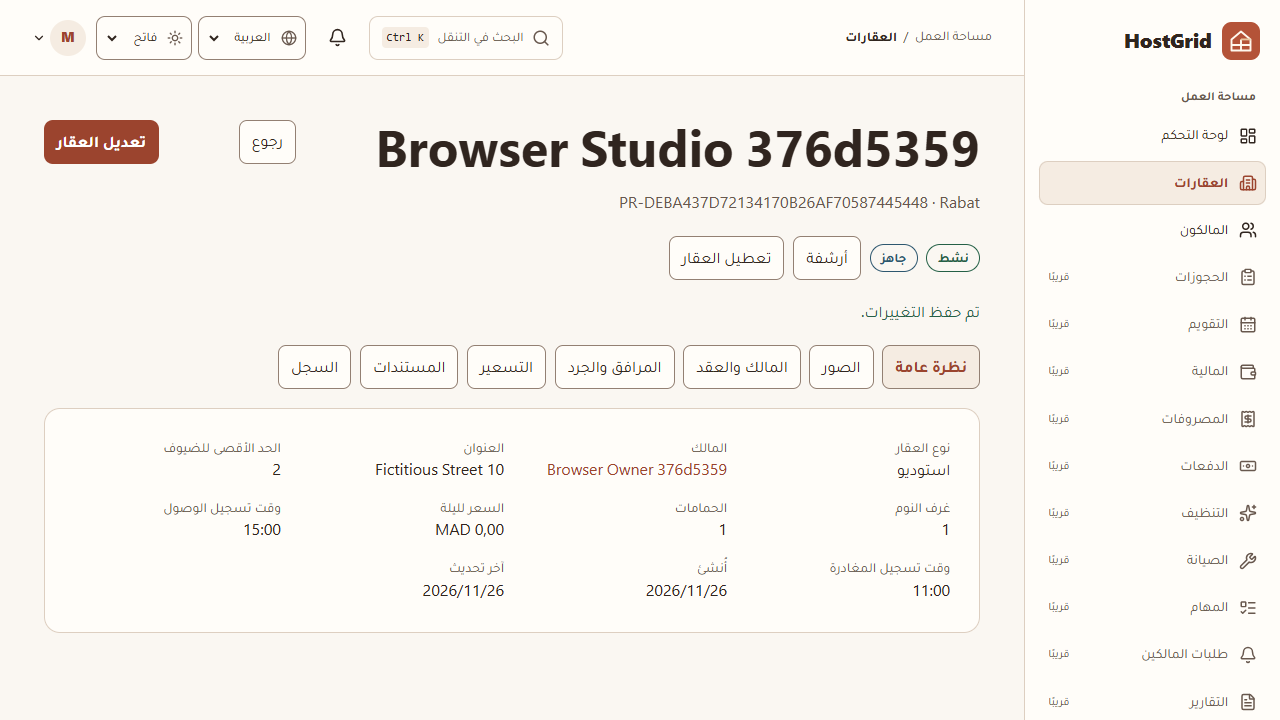 HostGrid
مساحة العمل
لوحة التحكم
العقارات
المالكون
الحجوزات قريبًا
التقويم قريبًا
المالية قريبًا
المصروفات قريبًا
الدفعات قريبًا
التنظيف قريبًا
الصيانة قريبًا
المهام قريبًا
طلبات المالكين قريبًا
التقارير قريبًا
مساحة العمل / العقارات
البحث في التنقل Ctrl K
العربية
فاتح
M
Browser Studio 376d5359
رجوع
تعديل العقار
PR-DEBA437D72134170B26AF70587445448 · Rabat
نشط جاهز أرشفة تعطيل العقار
تم حفظ التغييرات.
نظرة عامة الصور المالك والعقد المرافق والجرد التسعير المستندات السجل
نوع العقار المالك العنوان الحد الأقصى للضيوف
استوديو Browser Owner 376d5359 Fictitious Street 10 2
غرف النوم الحمامات السعر لليلة وقت تسجيل الوصول
1 1 MAD 0,00 15:00
وقت تسجيل المغادرة أُنشئ آخر تحديث
11:00 2026/11/26 2026/11/26